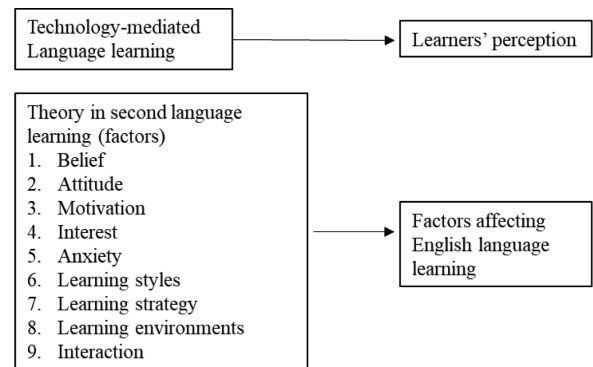 Technology-mediated
Language learning
Learners' perception
Theory in second language
learning (factors)
1. Belief
2. Attitude
3. Motivation
4. Interest
5. Anxiety
6. Learning styles
7. Learning strategy
8. Learning environments
9. Interaction
Factors affecting
English language
learning